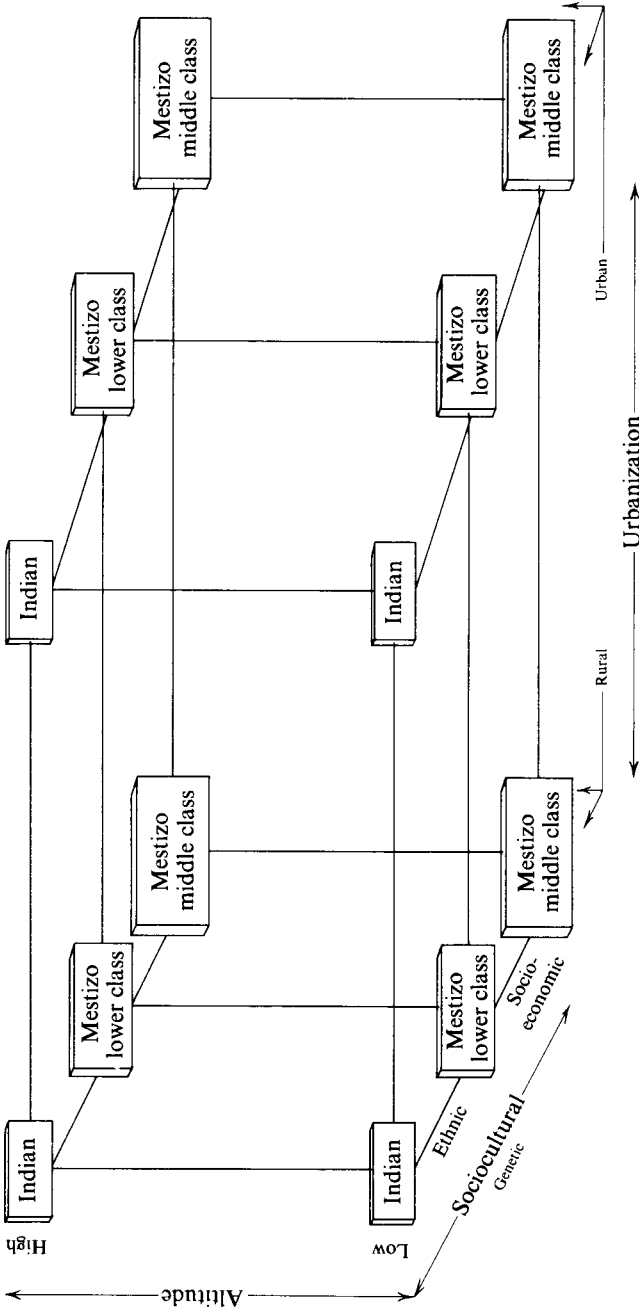 Altitude
High
Low
Indian
Mestizo
lower class
Mestizo
middle class
Indian
Mestizo
lower class
Mestizo
middle class
Indian
Mestizo
lower class
Mestizo
middle class
Indian
Mestizo
lower class
Mestizo
middle class
Ethnic
Socio-
economic
Sociocultural
Genetic
Rural
Urban
Urbanization